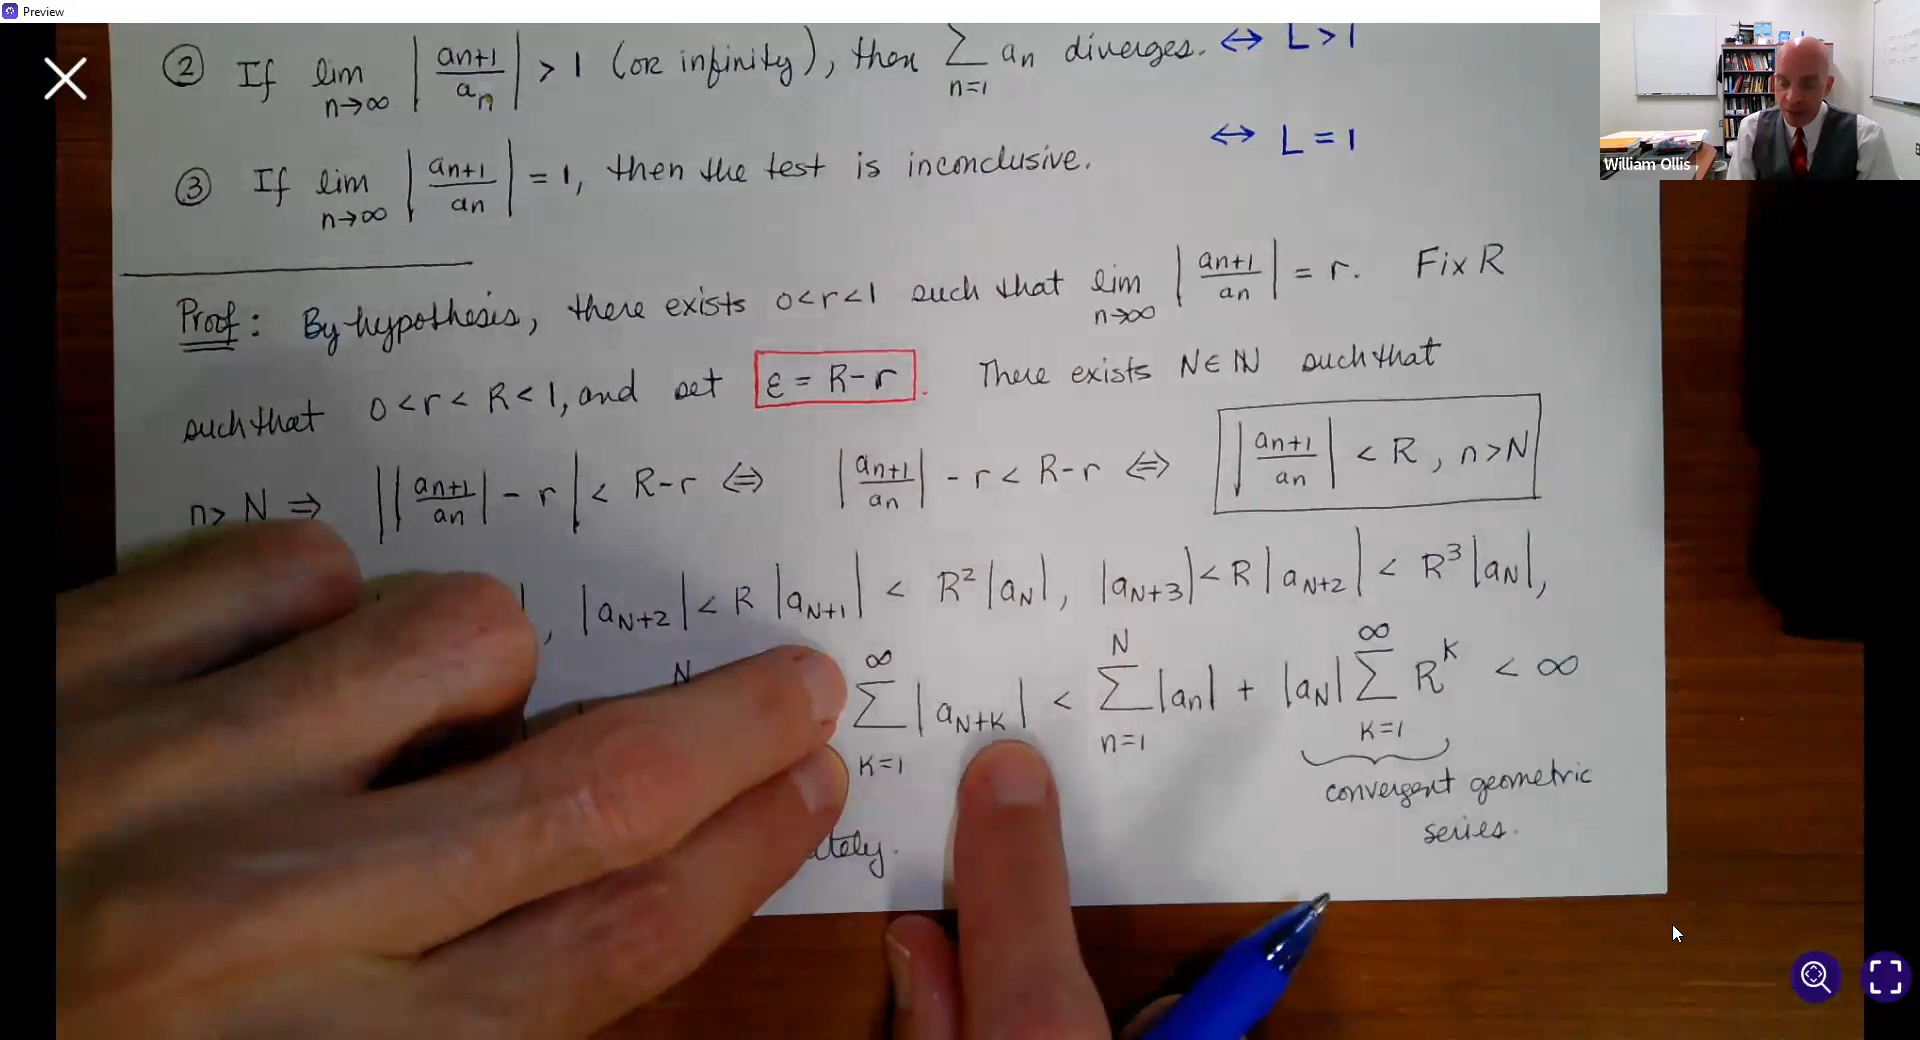 Preview
② If lim n→∞ |an+1/an| > 1 (or infinity), then ∑ n=1 an diverges. ⟷ L > 1
③ If lim n→∞ |an+1/an| = 1, then the test is inconclusive. ⟷ L = 1
William Ollis
Proof: By hypothesis, there exists 0<r<1 such that lim n→∞ |an+1/an| = r. Fix R
such that 0<r<R<1, and set ε = R-r. There exists N∈ℕ such that
n > N ⇒ ||an+1/an| - r| < R-r ⇔ |an+1/an| - r < R-r ⇔ |an+1/an| < R, n>N
, |aN+2| < R |aN+1| < R² |aN|, |aN+3| < R |aN+2| < R³ |aN|,
N ∞∑k=1 |aN+k| < N∑n=1 |an| + |aN| ∞∑k=1 R^k < ∞
convergent geometric
series.